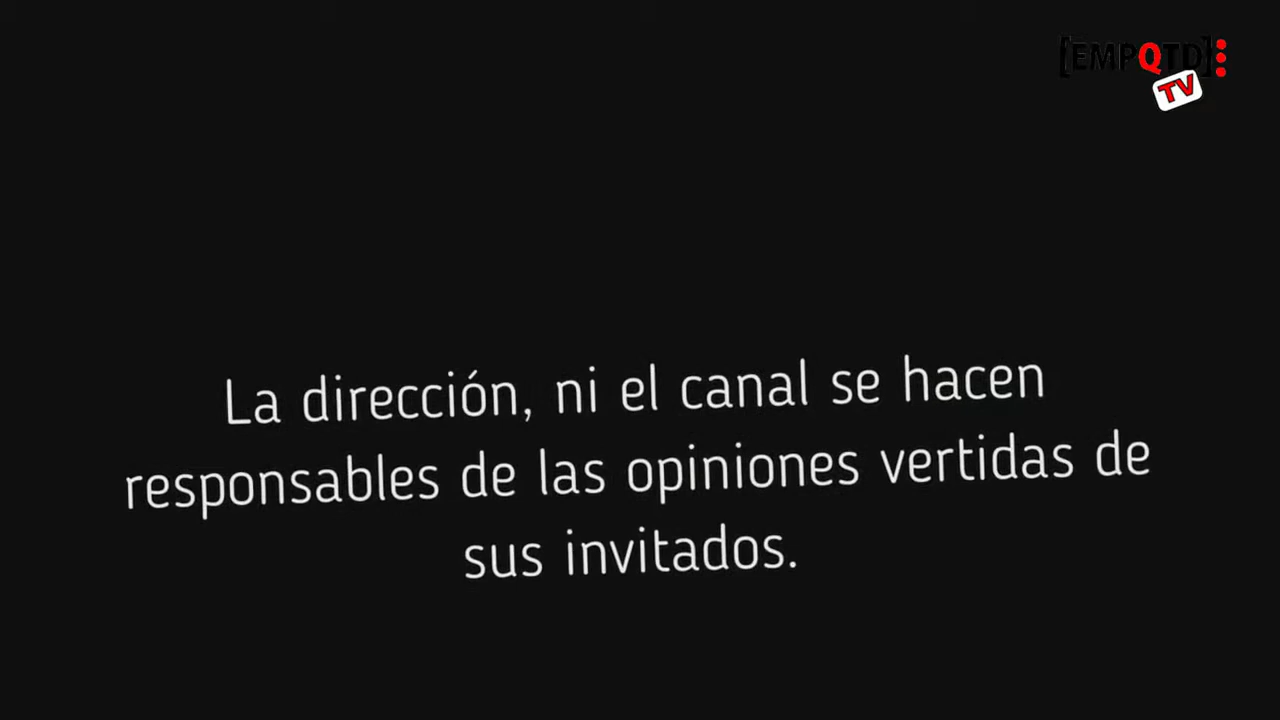 [EMPQTD]
TV
La dirección, ni el canal se hacen
responsables de las opiniones vertidas de
sus invitados.